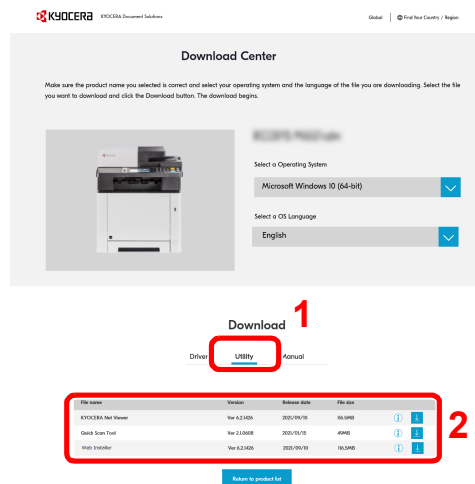 KYOCERA KYOCERA Document Solutions Global Find Your Country / Region
Download Center
Make sure the product name you selected is correct and select your operating system and the language of the file you are downloading. Select the file
you want to download and click the Download button. The download begins.
Select a Operating System
Microsoft Windows 10 (64-bit)
Select a OS Language
English
1
Download
Driver Utility Manual
File name Version Release date File size
KYOCERA Net Viewer Ver 6.2.1426 2021/09/10 116.5MB
Quick Scan Tool Ver 2.1.0608 2021/01/15 49MB
Web Installer Ver 6.2.1426 2021/09/10 116.5MB
2
Return to product list